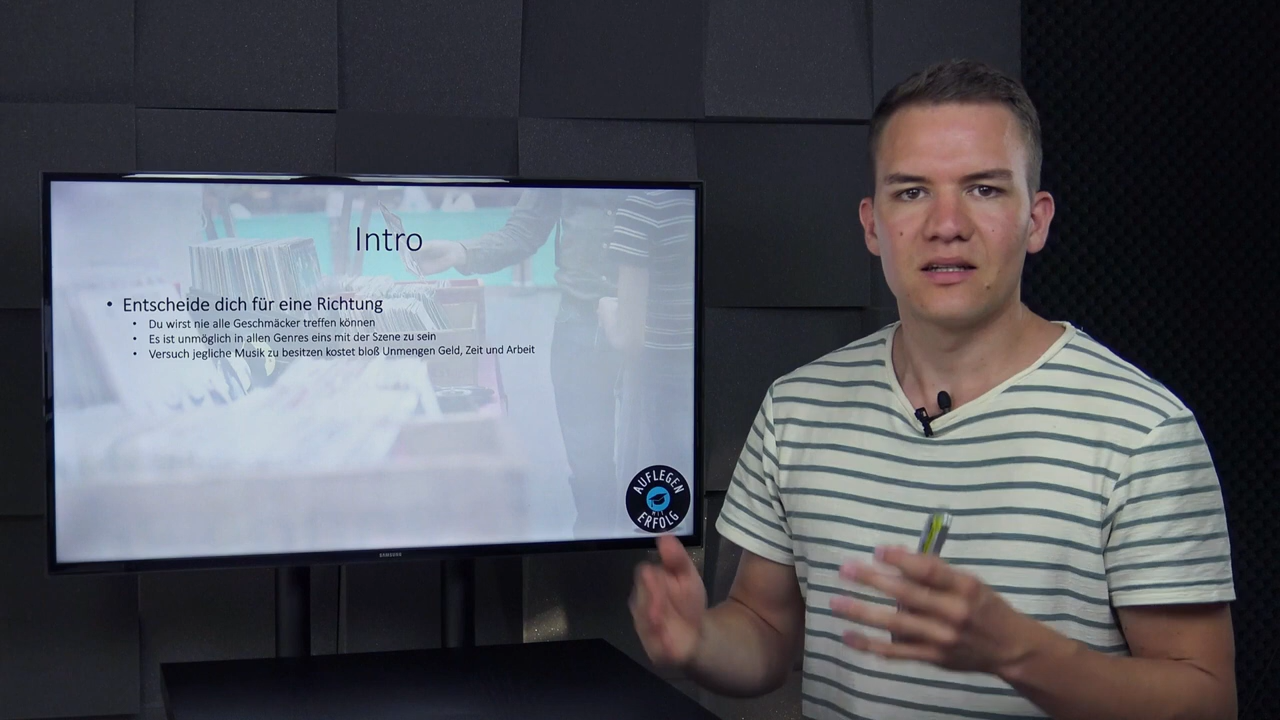 Intro
• Entscheide dich für eine Richtung
• Du wirst nie alle Geschmäcker treffen können
• Es ist unmöglich in allen Genres eins mit der Szene zu sein
• Versuch jegliche Musik zu besitzen kostet bloß Unmengen Geld, Zeit und Arbeit
AUFLEGEN
MIT
ERFOLG
SAMSUNG